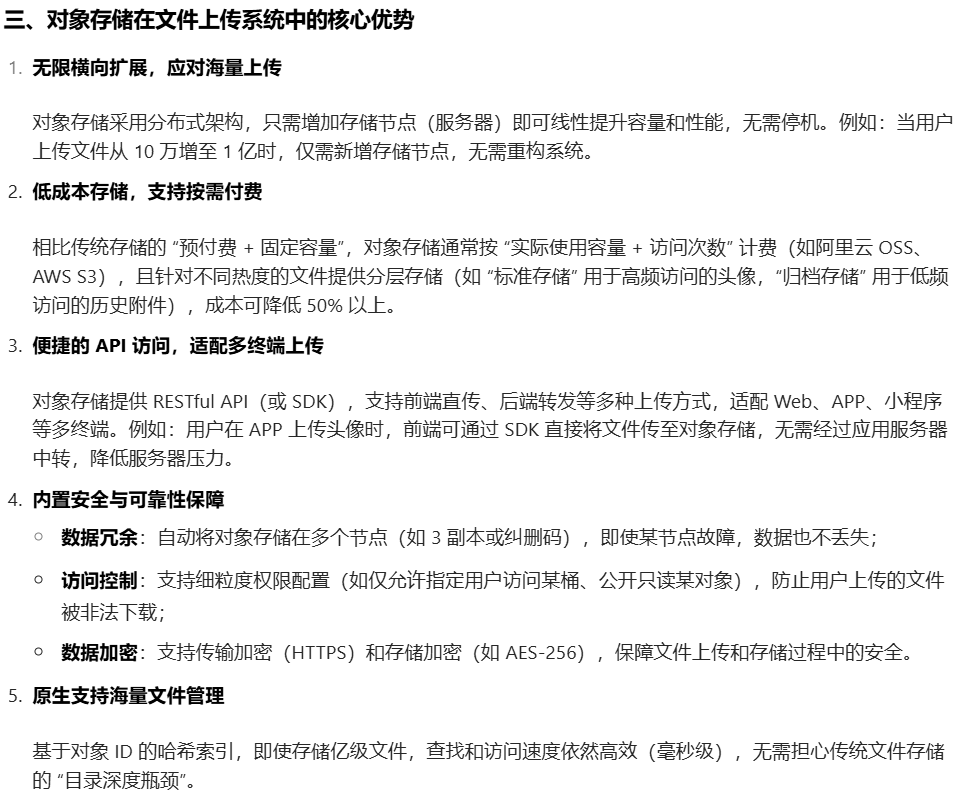 三、对象存储在文件上传系统中的核心优势
1. 无限横向扩展，应对海量上传
对象存储采用分布式架构，只需增加存储节点（服务器）即可线性提升容量和性能，无需停机。例如：当用户
上传文件从 10 万增至 1 亿时，仅需新增存储节点，无需重构系统。
2. 低成本存储，支持按需付费
相比传统存储的 “预付费 + 固定容量”，对象存储通常按 “实际使用容量 + 访问次数” 计费（如阿里云 OSS、
AWS S3），且针对不同热度的文件提供分层存储（如 “标准存储” 用于高频访问的头像，“归档存储” 用于低频
访问的历史附件），成本可降低 50% 以上。
3. 便捷的 API 访问，适配多终端上传
对象存储提供 RESTful API（或 SDK），支持前端直传、后端转发等多种上传方式，适配 Web、APP、小程序
等多终端。例如：用户在 APP 上传头像时，前端可通过 SDK 直接将文件传至对象存储，无需经过应用服务器
中转，降低服务器压力。
4. 内置安全与可靠性保障
○ 数据冗余：自动将对象存储在多个节点（如 3 副本或纠删码），即使某节点故障，数据也不丢失；
○ 访问控制：支持细粒度权限配置（如仅允许指定用户访问某桶、公开只读某对象），防止用户上传的文件
被非法下载；
○ 数据加密：支持传输加密（HTTPS）和存储加密（如 AES-256），保障文件上传和存储过程中的安全。
5. 原生支持海量文件管理
基于对象 ID 的哈希索引，即使存储亿级文件，查找和访问速度依然高效（毫秒级），无需担心传统文件存储
的 “目录深度瓶颈”。